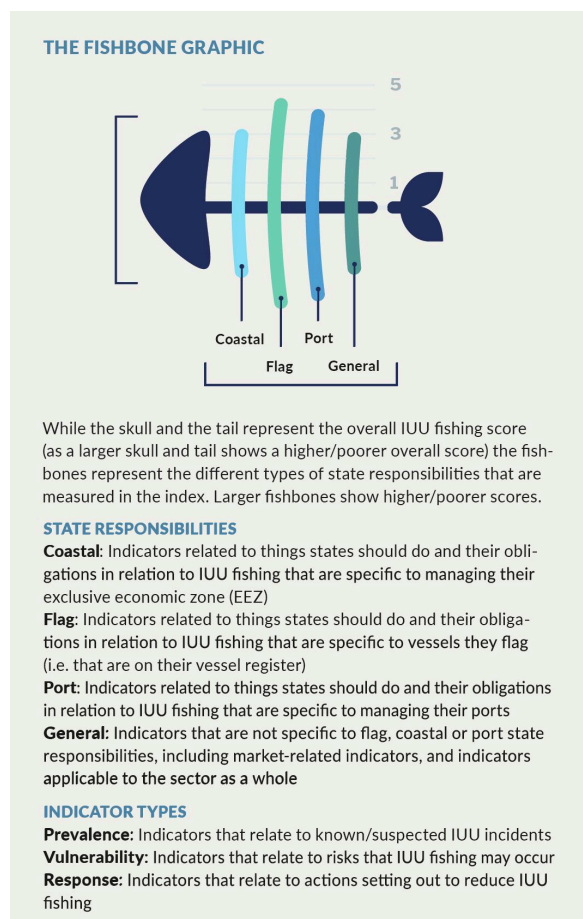 THE FISHBONE GRAPHIC
5
3
1
Coastal
Port
Flag
General
While the skull and the tail represent the overall IUU fishing score
(as a larger skull and tail shows a higher/poorer overall score) the fish-
bones represent the different types of state responsibilities that are
measured in the index. Larger fishbones show higher/poorer scores.
STATE RESPONSIBILITIES
Coastal: Indicators related to things states should do and their obli-
gations in relation to IUU fishing that are specific to managing their
exclusive economic zone (EEZ)
Flag: Indicators related to things states should do and their obliga-
tions in relation to IUU fishing that are specific to vessels they flag
(i.e. that are on their vessel register)
Port: Indicators related to things states should do and their obligations
in relation to IUU fishing that are specific to managing their ports
General: Indicators that are not specific to flag, coastal or port state
responsibilities, including market-related indicators, and indicators
applicable to the sector as a whole
INDICATOR TYPES
Prevalence: Indicators that relate to known/suspected IUU incidents
Vulnerability: Indicators that relate to risks that IUU fishing may occur
Response: Indicators that relate to actions setting out to reduce IUU
fishing